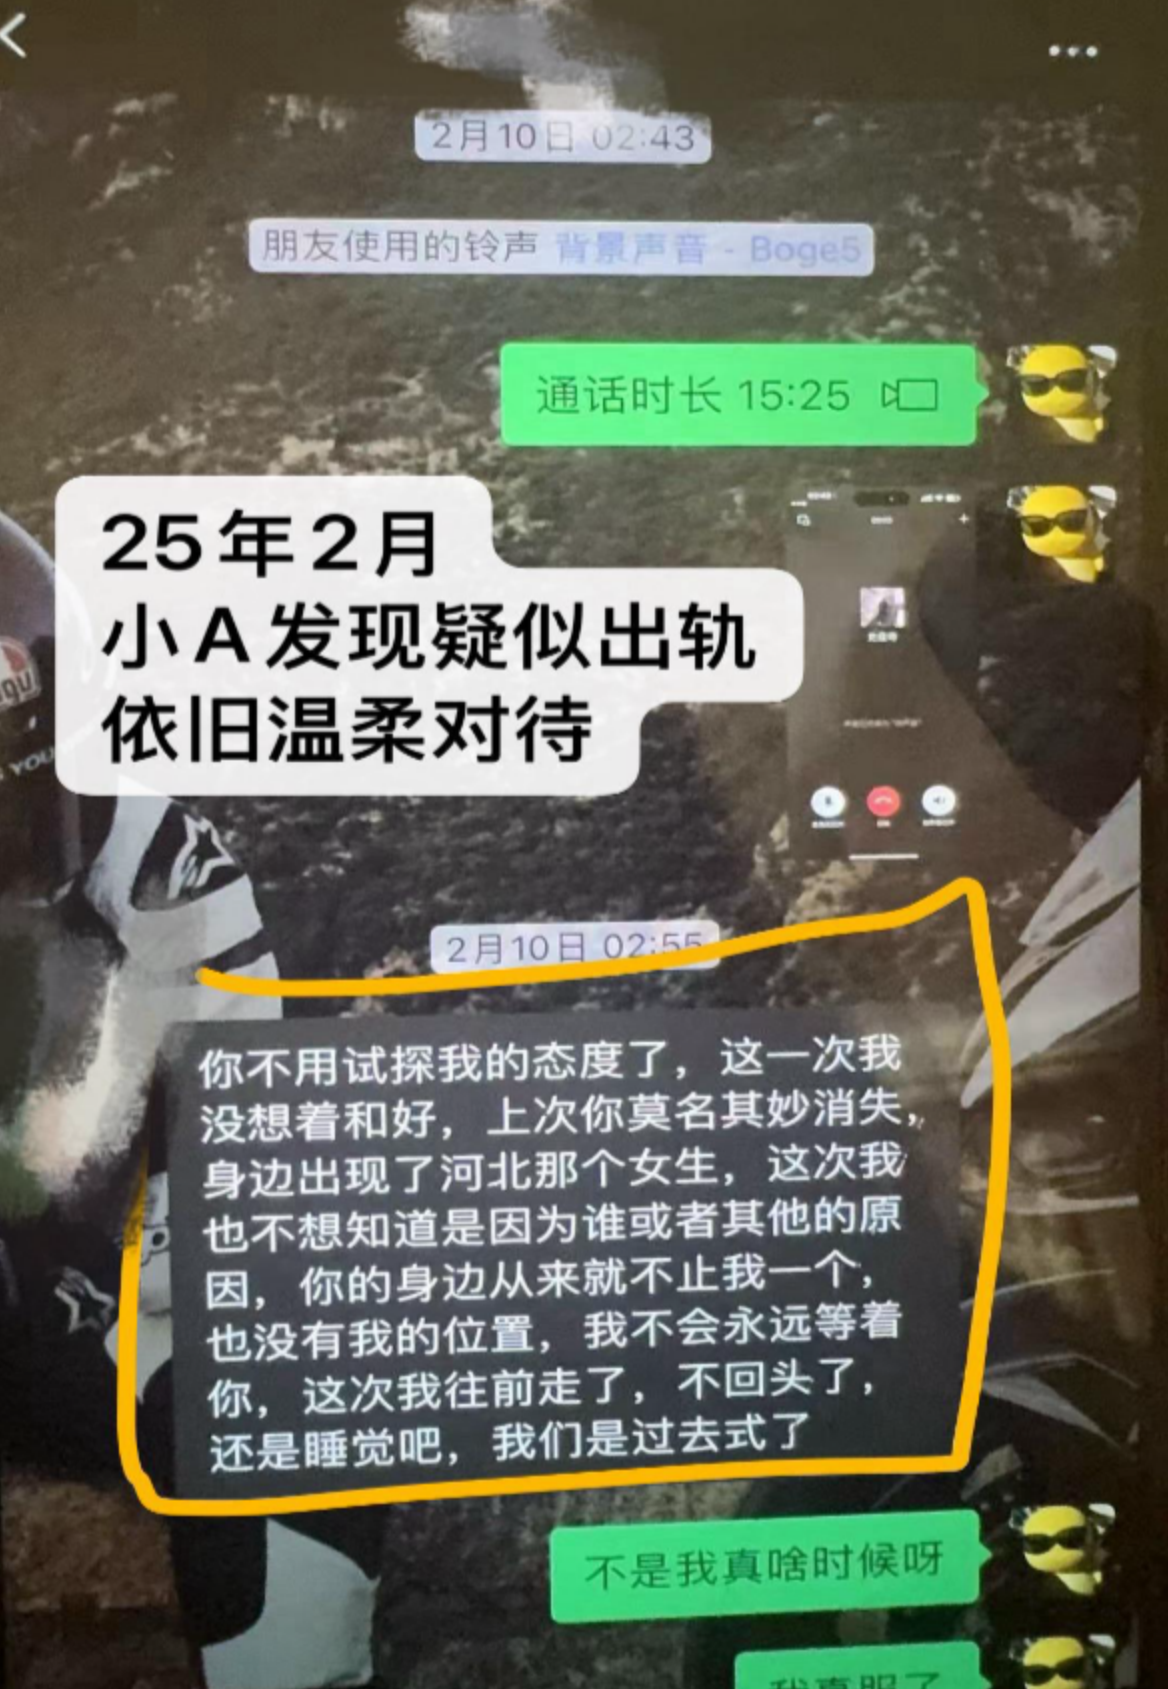 2月10日 02:43
朋友使用的铃声 背景声音 - Boge5
通话时长 15:25
25年2月
小A发现疑似出轨
依旧温柔对待
YOU
2月10日 02:55
你不用试探我的态度了，这一次我
没想着和好，上次你莫名其妙消失，
身边出现了河北那个女生，这次我
也不想知道是因为谁或者其他的原
因，你的身边从来就不止我一个，
也没有我的位置，我不会永远等着
你，这次我往前走了，不回头了，
还是睡觉吧，我们是过去式了
不是我真啥时候呀
我真服了